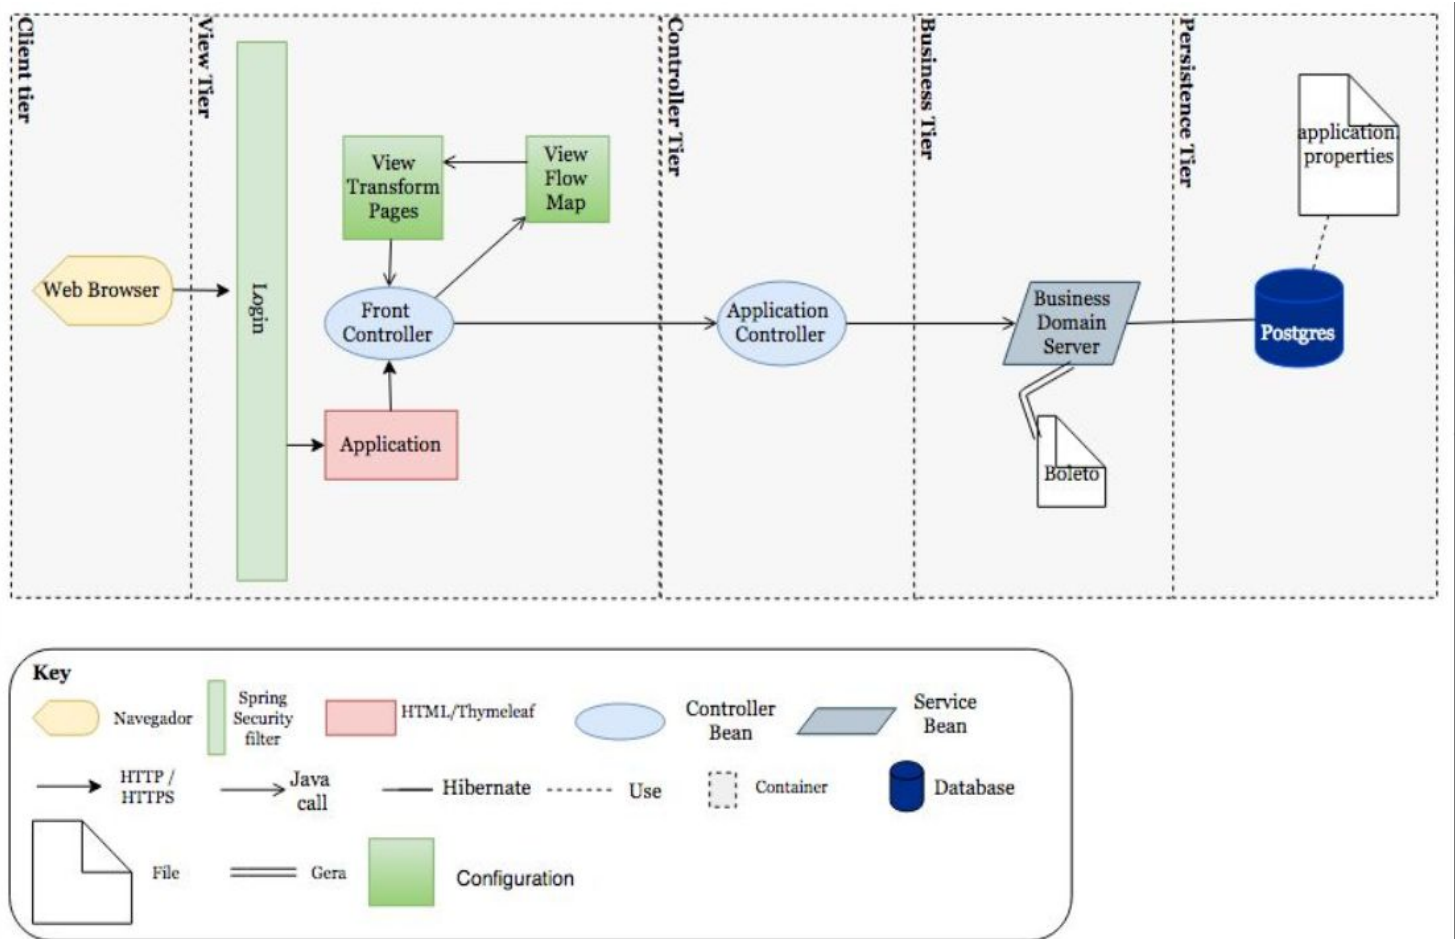 Client tier
View Tier
Controller Tier
Business Tier
Persistence Tier
application.
properties
View
Transform
Pages
View
Flow
Map
Web Browser
Login
Front
Controller
Application
Controller
Business
Domain
Server
Postgres
Application
Boleto
Key
Navegador
Spring
Security
filter
HTML/Thymeleaf
Controller
Bean
Service
Bean
HTTP /
HTTPS
Java
call
Hibernate
Use
Container
Database
File
Gera
Configuration